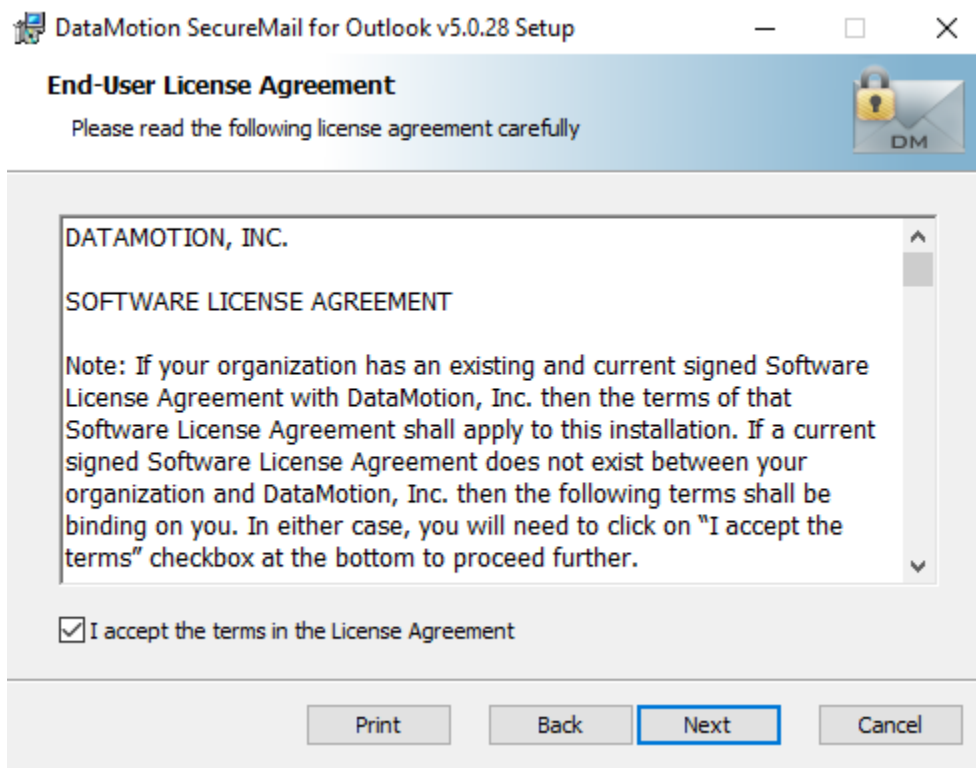 DataMotion SecureMail for Outlook v5.0.28 Setup
End-User License Agreement
Please read the following license agreement carefully
DM
DATAMOTION, INC.
SOFTWARE LICENSE AGREEMENT
Note: If your organization has an existing and current signed Software
License Agreement with DataMotion, Inc. then the terms of that
Software License Agreement shall apply to this installation. If a current
signed Software License Agreement does not exist between your
organization and DataMotion, Inc. then the following terms shall be
binding on you. In either case, you will need to click on “I accept the
terms” checkbox at the bottom to proceed further.
I accept the terms in the License Agreement
Print Back Next Cancel